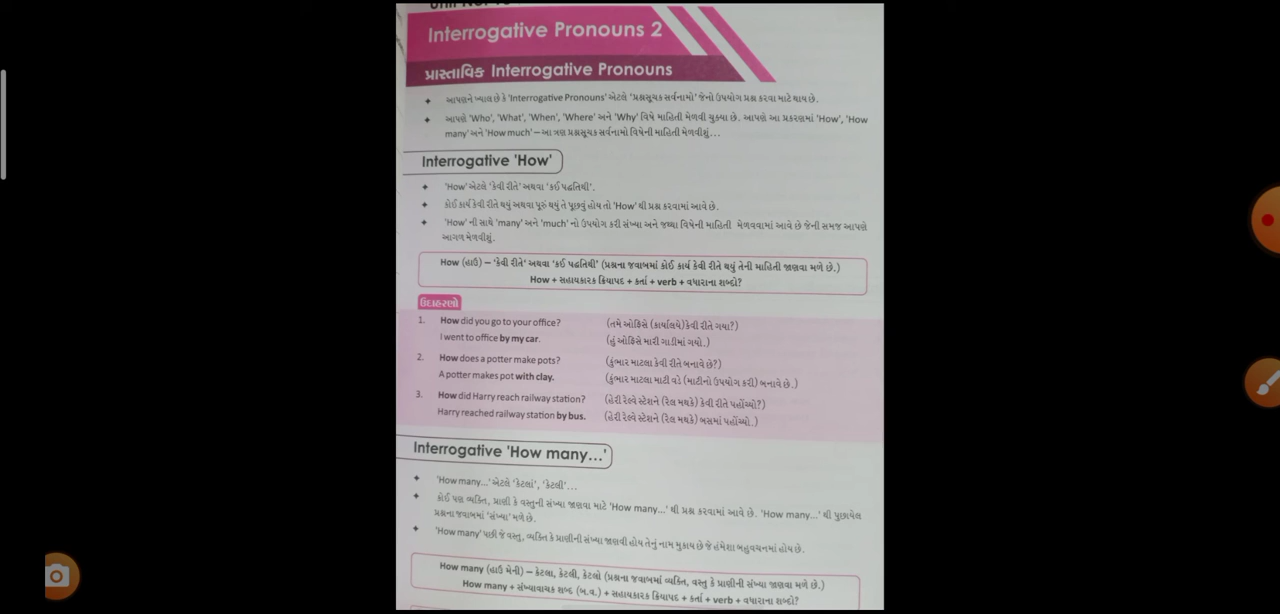 Interrogative Pronouns 2
પ્રાસ્તાવિક Interrogative Pronouns
આપણને ખ્યાલ છે કે 'Interrogative Pronouns' એટલે 'પ્રશ્નસૂચક સર્વનામો' જેનો ઉપયોગ પ્રશ્ન કરવા માટે થાય છે.
આપણે 'Who', 'What', 'When', 'Where' અને 'Why' વિષે માહિતી મેળવી ચુક્યા છે. આપણે આ પ્રકરણમાં 'How', 'How
many' અને 'How much' – આ ત્રણ પ્રશ્નસૂચક સર્વનામો વિષેની માહિતી મેળવીશું...
Interrogative 'How'
'How' એટલે 'કેવી રીતે' અથવા 'કઈ પદ્ધતિથી'.
કોઈ કાર્ય કેવી રીતે થયું અથવા પૂરું થયું તે પૂછવું હોય તો 'How' થી પ્રશ્ન કરવામાં આવે છે.
'How' ની સાથે 'many' અને 'much' નો ઉપયોગ કરી સંખ્યા અને જથ્થા વિષેની માહિતી મેળવવામાં આવે છે જેની સમજ આપણે
આગળ મેળવીશું.
How (હાઉ) – 'કેવી રીતે' અથવા 'કઈ પદ્ધતિથી' (પ્રશ્નના જવાબમાં કોઈ કાર્ય કેવી રીતે થયું તેની માહિતી જાણવા મળે છે.)
How + સહાયકારક ક્રિયાપદ + કર્તા + verb + વધારાના શબ્દો?
ઉદાહરણો
1. How did you go to your office? (તમે ઓફિસે (કાર્યાલયે) કેવી રીતે ગયા?)
I went to office by my car. (હું ઓફિસે મારી ગાડીમાં ગયો.)
2. How does a potter make pots? (કુંભાર માટલા કેવી રીતે બનાવે છે?)
A potter makes pot with clay. (કુંભાર માટલા માટી વડે (માટીનો ઉપયોગ કરી) બનાવે છે.)
3. How did Harry reach railway station? (હેરી રેલ્વે સ્ટેશને (રેલ મથકે) કેવી રીતે પહોંચ્યો?)
Harry reached railway station by bus. (હેરી રેલ્વે સ્ટેશને (રેલ મથકે) બસમાં પહોંચ્યો.)
Interrogative 'How many...'
'How many...' એટલે 'કેટલાં', 'કેટલી'...
કોઈ પણ વ્યક્તિ, પ્રાણી કે વસ્તુની સંખ્યા જાણવા માટે 'How many...' થી પ્રશ્ન કરવામાં આવે છે. 'How many...' થી પુછાયેલ
પ્રશ્નના જવાબમાં 'સંખ્યા' મળે છે.
'How many' પછી જે વસ્તુ, વ્યક્તિ કે પ્રાણીની સંખ્યા જાણવી હોય તેનું નામ મુકાય છે જે હંમેશા બહુવચનમાં હોય છે.
How many (હાઉ મેની) – કેટલા, કેટલી, કેટલો (પ્રશ્નના જવાબમાં વ્યક્તિ, વસ્તુ કે પ્રાણીની સંખ્યા જાણવા મળે છે.)
How many + સંખ્યાવાચક શબ્દ (બ.વ.) + સહાયકારક ક્રિયાપદ + કર્તા + verb + વધારાના શબ્દો?